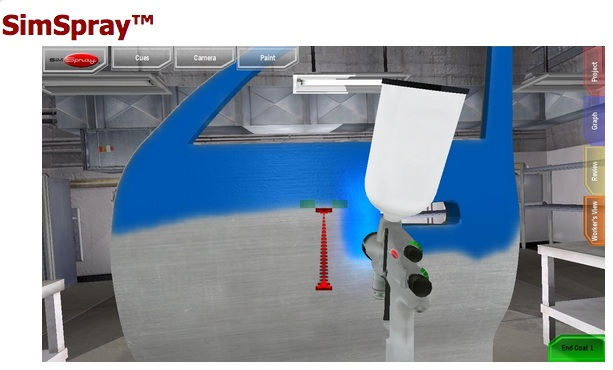 SimSpray™
SimSpray
Cues
Camera
Paint
Project
Graph
Review
Worker's View
End Coat 1